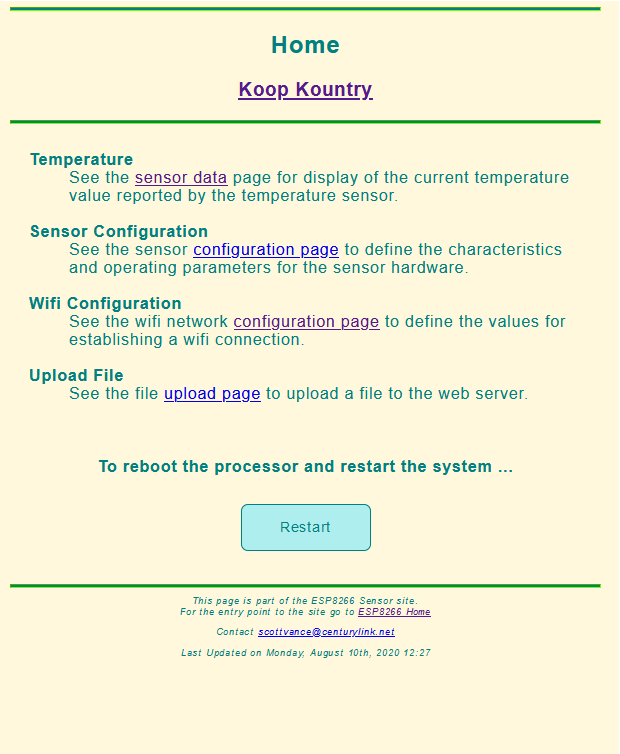 Home
Koop Kountry
Temperature
See the sensor data page for display of the current temperature
value reported by the temperature sensor.
Sensor Configuration
See the sensor configuration page to define the characteristics
and operating parameters for the sensor hardware.
Wifi Configuration
See the wifi network configuration page to define the values for
establishing a wifi connection.
Upload File
See the file upload page to upload a file to the web server.
To reboot the processor and restart the system ...
Restart
This page is part of the ESP8266 Sensor site.
For the entry point to the site go to ESP8266 Home
Contact scottvance@centurylink.net
Last Updated on Monday, August 10th, 2020 12:27